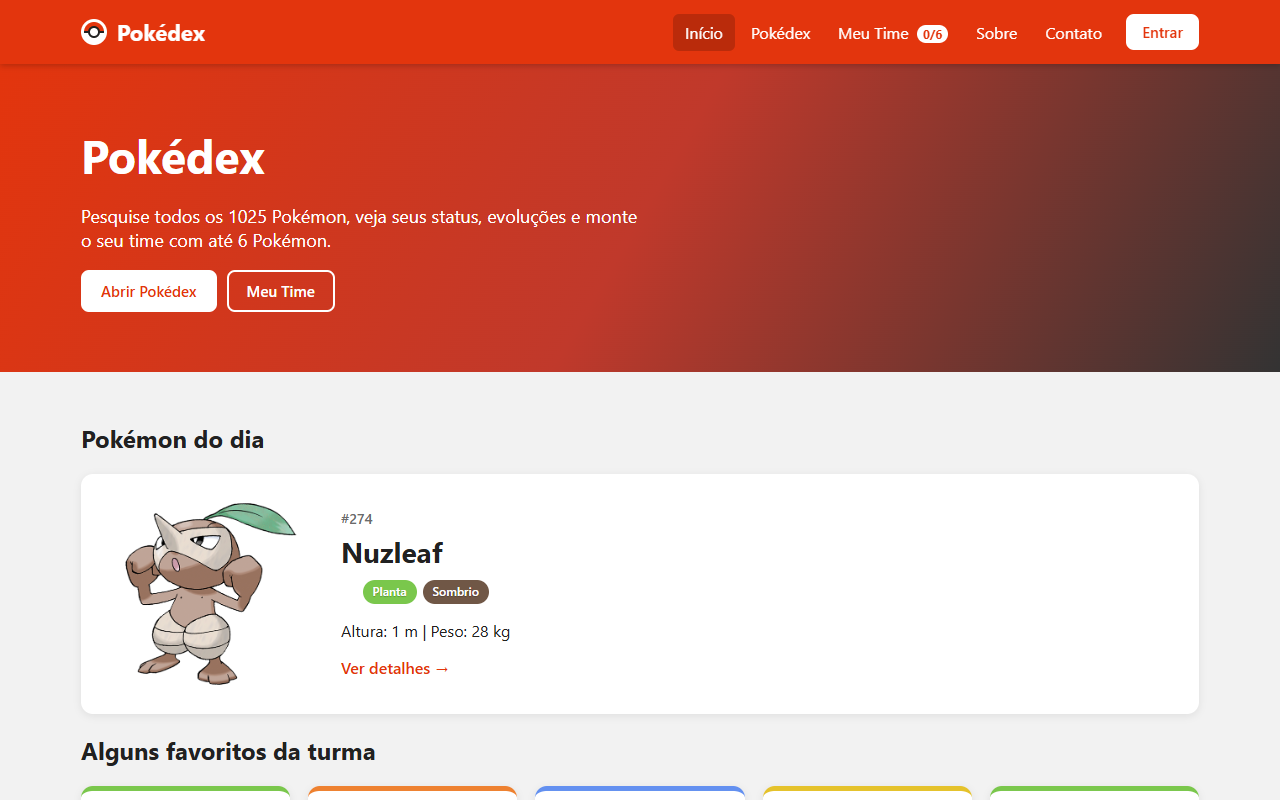 Pokédex
Início
Pokédex
Meu Time 0/6
Sobre
Contato
Entrar
Pokédex
Pesquise todos os 1025 Pokémon, veja seus status, evoluções e monte
o seu time com até 6 Pokémon.
Abrir Pokédex
Meu Time
Pokémon do dia
#274
Nuzleaf
Planta
Sombrio
Altura: 1 m | Peso: 28 kg
Ver detalhes →
Alguns favoritos da turma